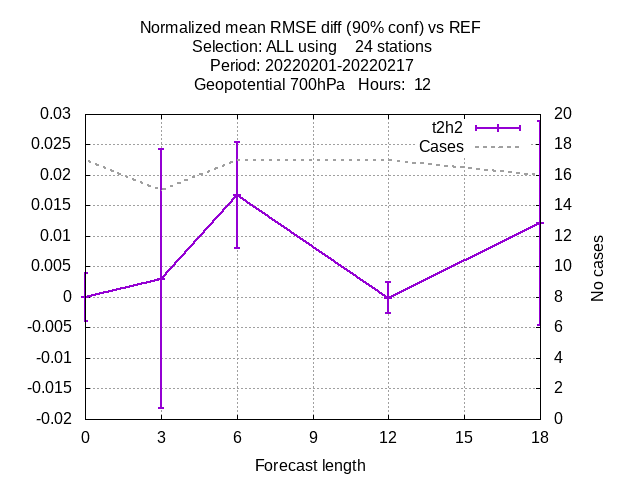 Normalized mean RMSE diff (90% conf) vs REF
Selection: ALL using    24 stations
Period: 20220201-20220217
Geopotential 700hPa   Hours:  12
t2h2
Cases
0.03
0.025
0.02
0.015
0.01
0.005
0
-0.005
-0.01
-0.015
-0.02
20
18
16
14
12
10
8
6
4
2
0
No cases
0 3 6 9 12 15 18
Forecast length